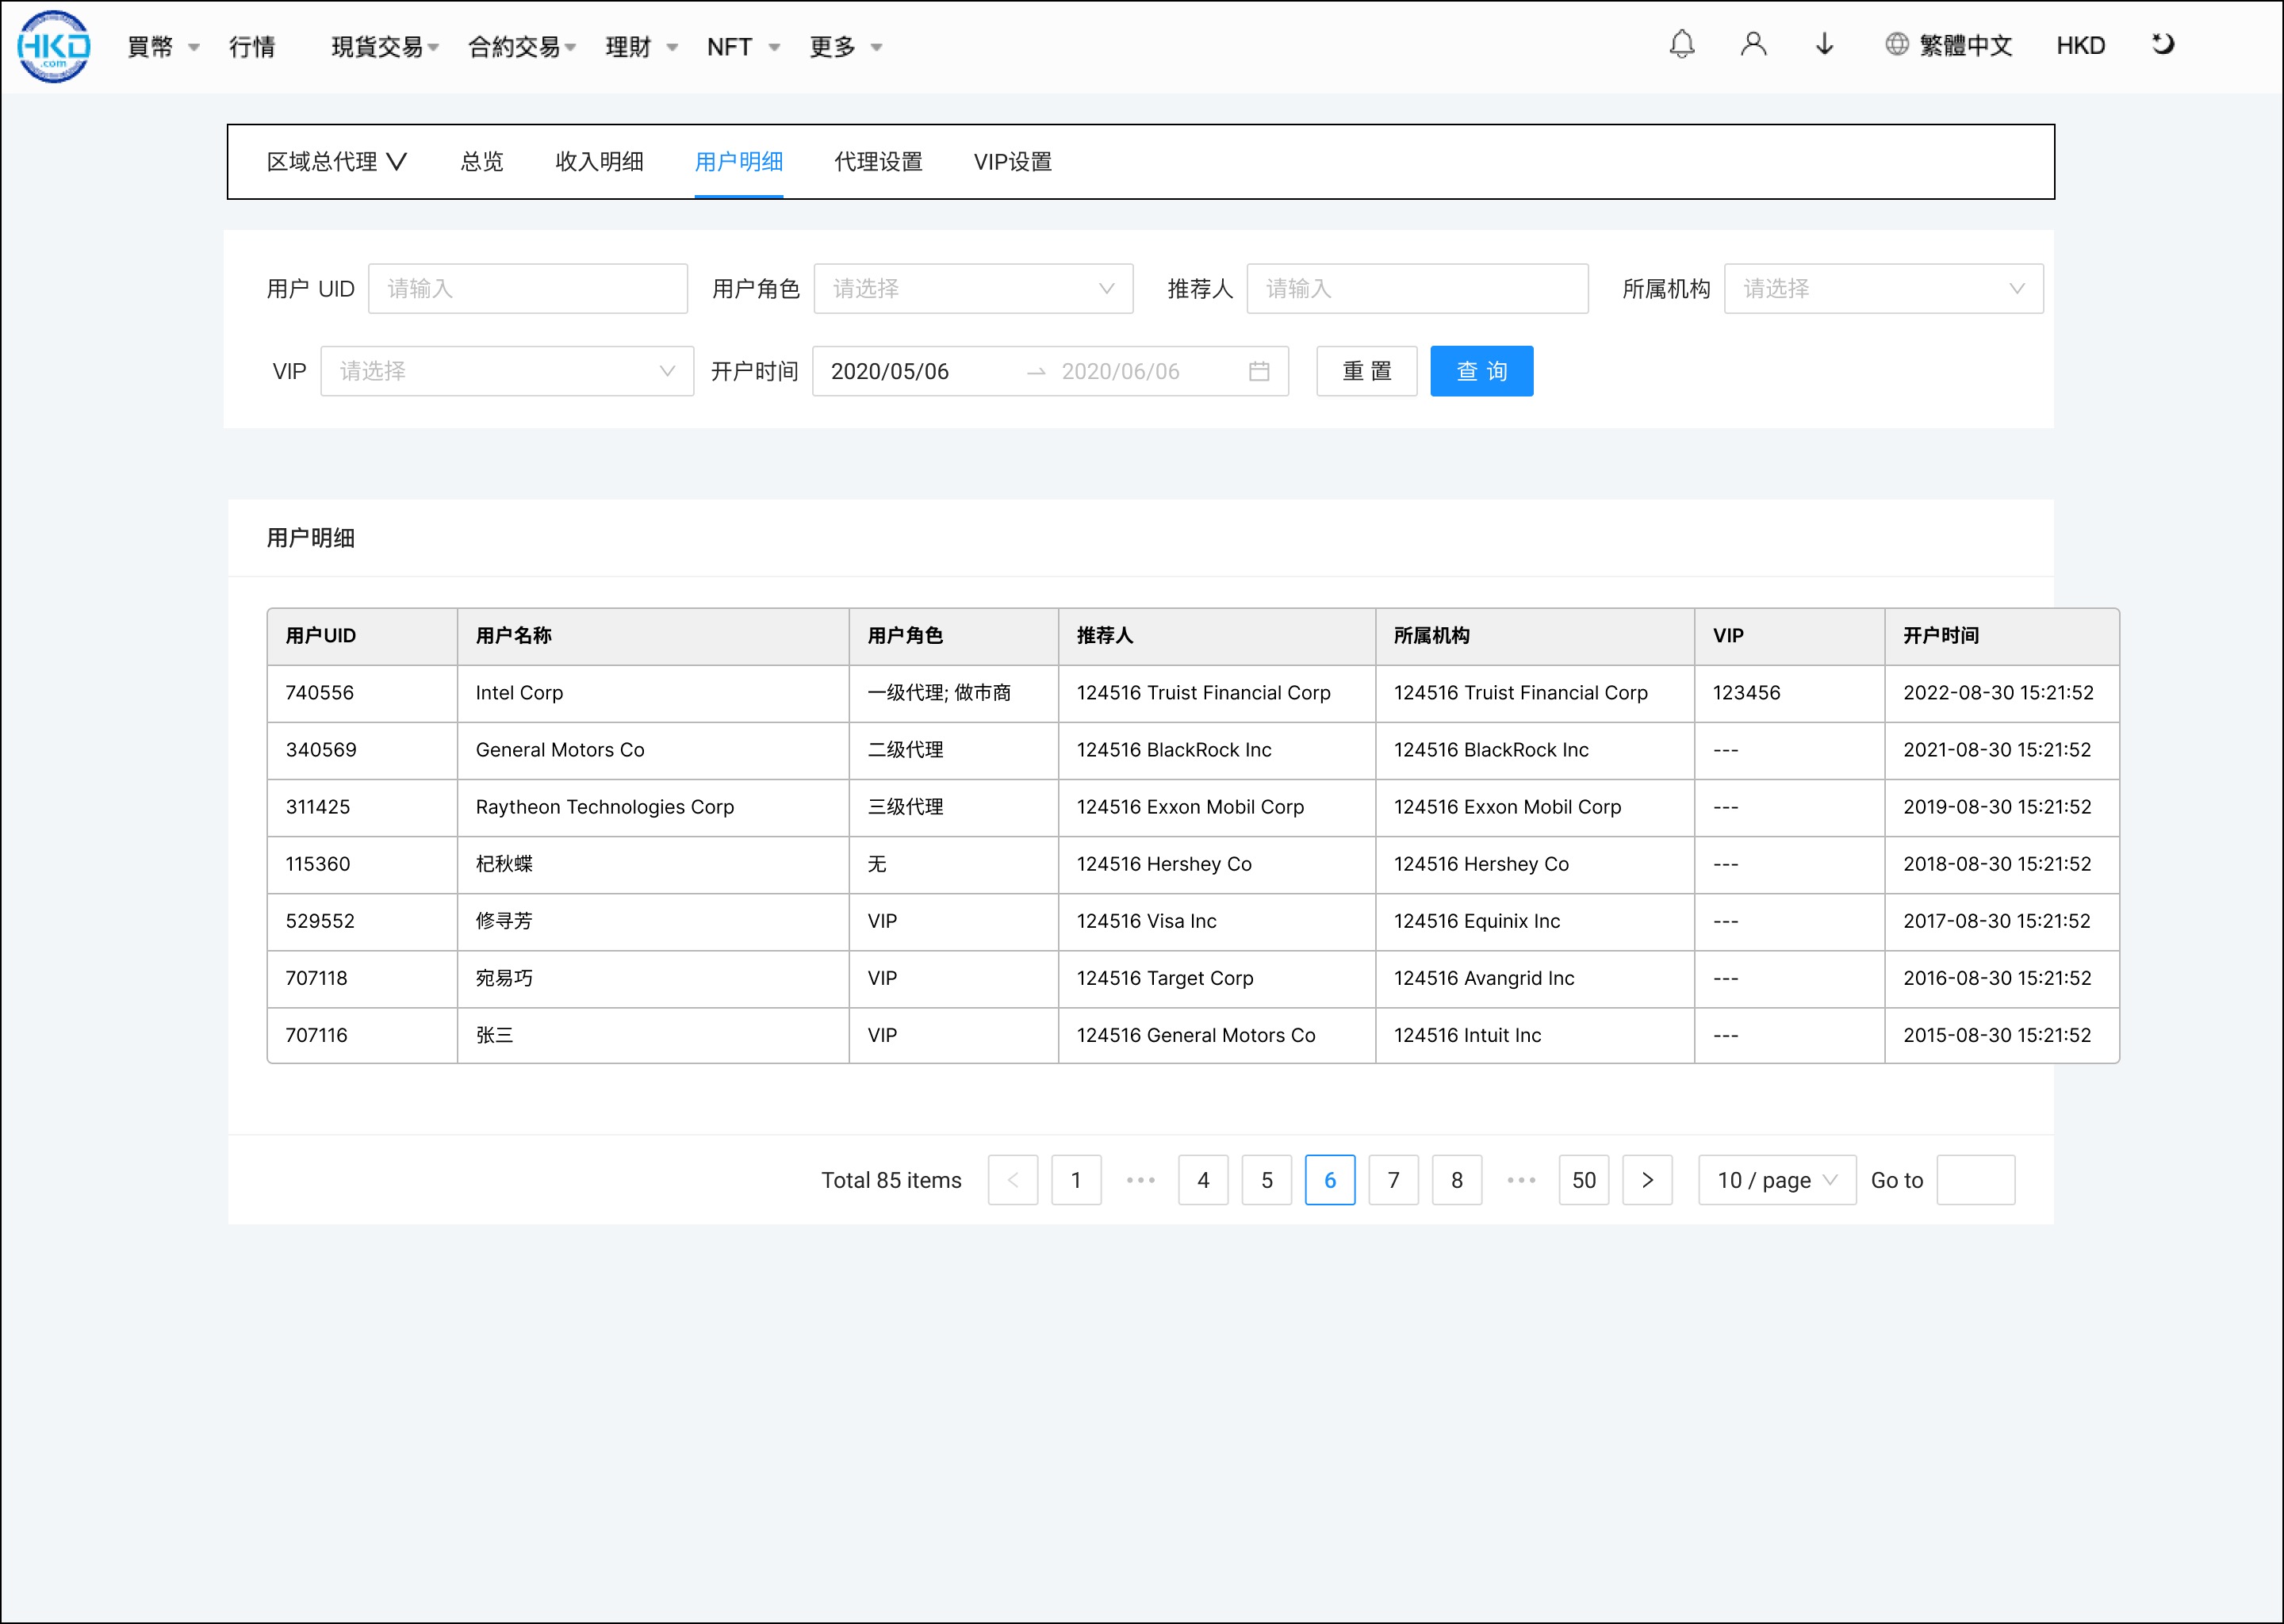 HKD
.com
買幣 行情 現貨交易 合約交易 理財 NFT 更多 繁體中文 HKD
区域总代理 总览 收入明细 用户明细 代理设置 VIP设置
用户 UID 请输入 用户角色 请选择 推荐人 请输入 所属机构 请选择
VIP 请选择 开户时间 2020/05/06 2020/06/06 重 置 查 询
用户明细
用户UID 用户名称 用户角色 推荐人 所属机构 VIP 开户时间
740556 Intel Corp 一级代理; 做市商 124516 Truist Financial Corp 124516 Truist Financial Corp 123456 2022-08-30 15:21:52
340569 General Motors Co 二级代理 124516 BlackRock Inc 124516 BlackRock Inc --- 2021-08-30 15:21:52
311425 Raytheon Technologies Corp 三级代理 124516 Exxon Mobil Corp 124516 Exxon Mobil Corp --- 2019-08-30 15:21:52
115360 杞秋蝶 无 124516 Hershey Co 124516 Hershey Co --- 2018-08-30 15:21:52
529552 修寻芳 VIP 124516 Visa Inc 124516 Equinix Inc --- 2017-08-30 15:21:52
707118 宛易巧 VIP 124516 Target Corp 124516 Avangrid Inc --- 2016-08-30 15:21:52
707116 张三 VIP 124516 General Motors Co 124516 Intuit Inc --- 2015-08-30 15:21:52
Total 85 items < 1 ••• 4 5 6 7 8 ••• 50 > 10 / page Go to